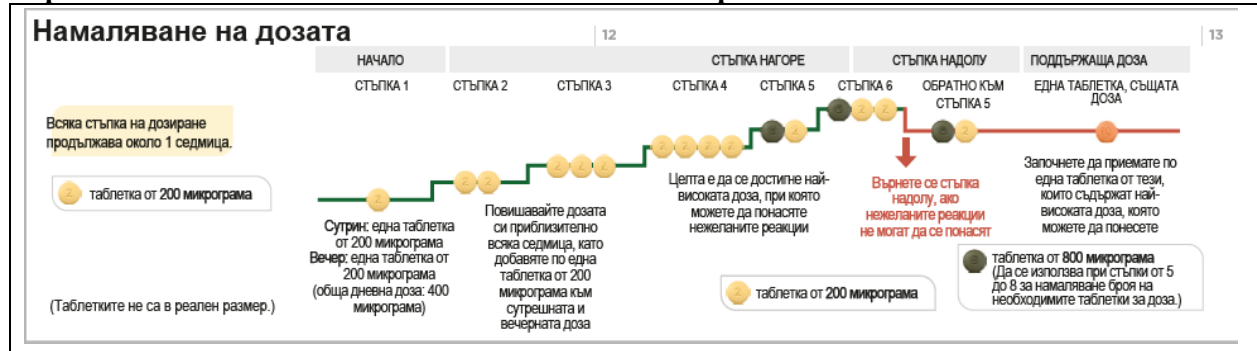 Намаляване на дозата
12
13
НАЧАЛО
СТЪПКА НАГОРЕ
СТЪПКА НАДОЛУ
ПОДДЪРЖАЩА ДОЗА
СТЪПКА 1
СТЪПКА 2
СТЪПКА 3
СТЪПКА 4
СТЪПКА 5
СТЪПКА 6
ОБРАТНО КЪМ
СТЪПКА 5
ЕДНА ТАБЛЕТКА, СЪЩАТА
ДОЗА
Всяка стъпка на дозиране
продължава около 1 седмица.
таблетка от 200 микрограма
(Таблетките не са в реален размер.)
Сутрин: една таблетка
от 200 микрограма
Вечер: една таблетка от
200 микрограма
(обща дневна доза: 400
микрограма)
Повишавайте дозата
си приблизително
всяка седмица, като
добавяте по една
таблетка от 200
микрограма към
сутрешната и
вечерната доза
Целта е да се достигне най-
високата доза, при която
можете да понасяте
нежеланите реакции
таблетка от 200 микрограма
Върнете се стъпка
надолу, ако
нежеланите реакции
не могат да се понасят
Започнете да приемате по
една таблетка от тези,
които съдържат най-
високата доза, която
можете да понесете
таблетка от 800 микрограма
(Да се използва при стъпки от 5
до 8 за намаляване броя на
необходимите таблетки за доза.)